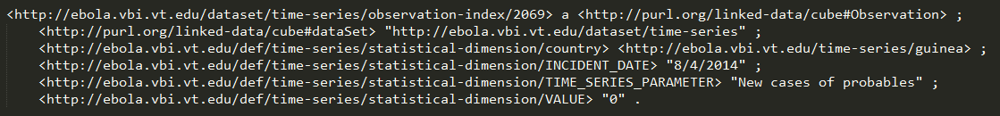 <http://ebola.vbi.vt.edu/dataset/time-series/observation-index/2069> a <http://purl.org/linked-data/cube#Observation> ;
<http://purl.org/linked-data/cube#dataSet> "http://ebola.vbi.vt.edu/dataset/time-series" ;
<http://ebola.vbi.vt.edu/def/time-series/statistical-dimension/country> <http://ebola.vbi.vt.edu/time-series/guinea> ;
<http://ebola.vbi.vt.edu/def/time-series/statistical-dimension/INCIDENT_DATE> "8/4/2014" ;
<http://ebola.vbi.vt.edu/def/time-series/statistical-dimension/TIME_SERIES_PARAMETER> "New cases of probables" ;
<http://ebola.vbi.vt.edu/def/time-series/statistical-dimension/VALUE> "0" .